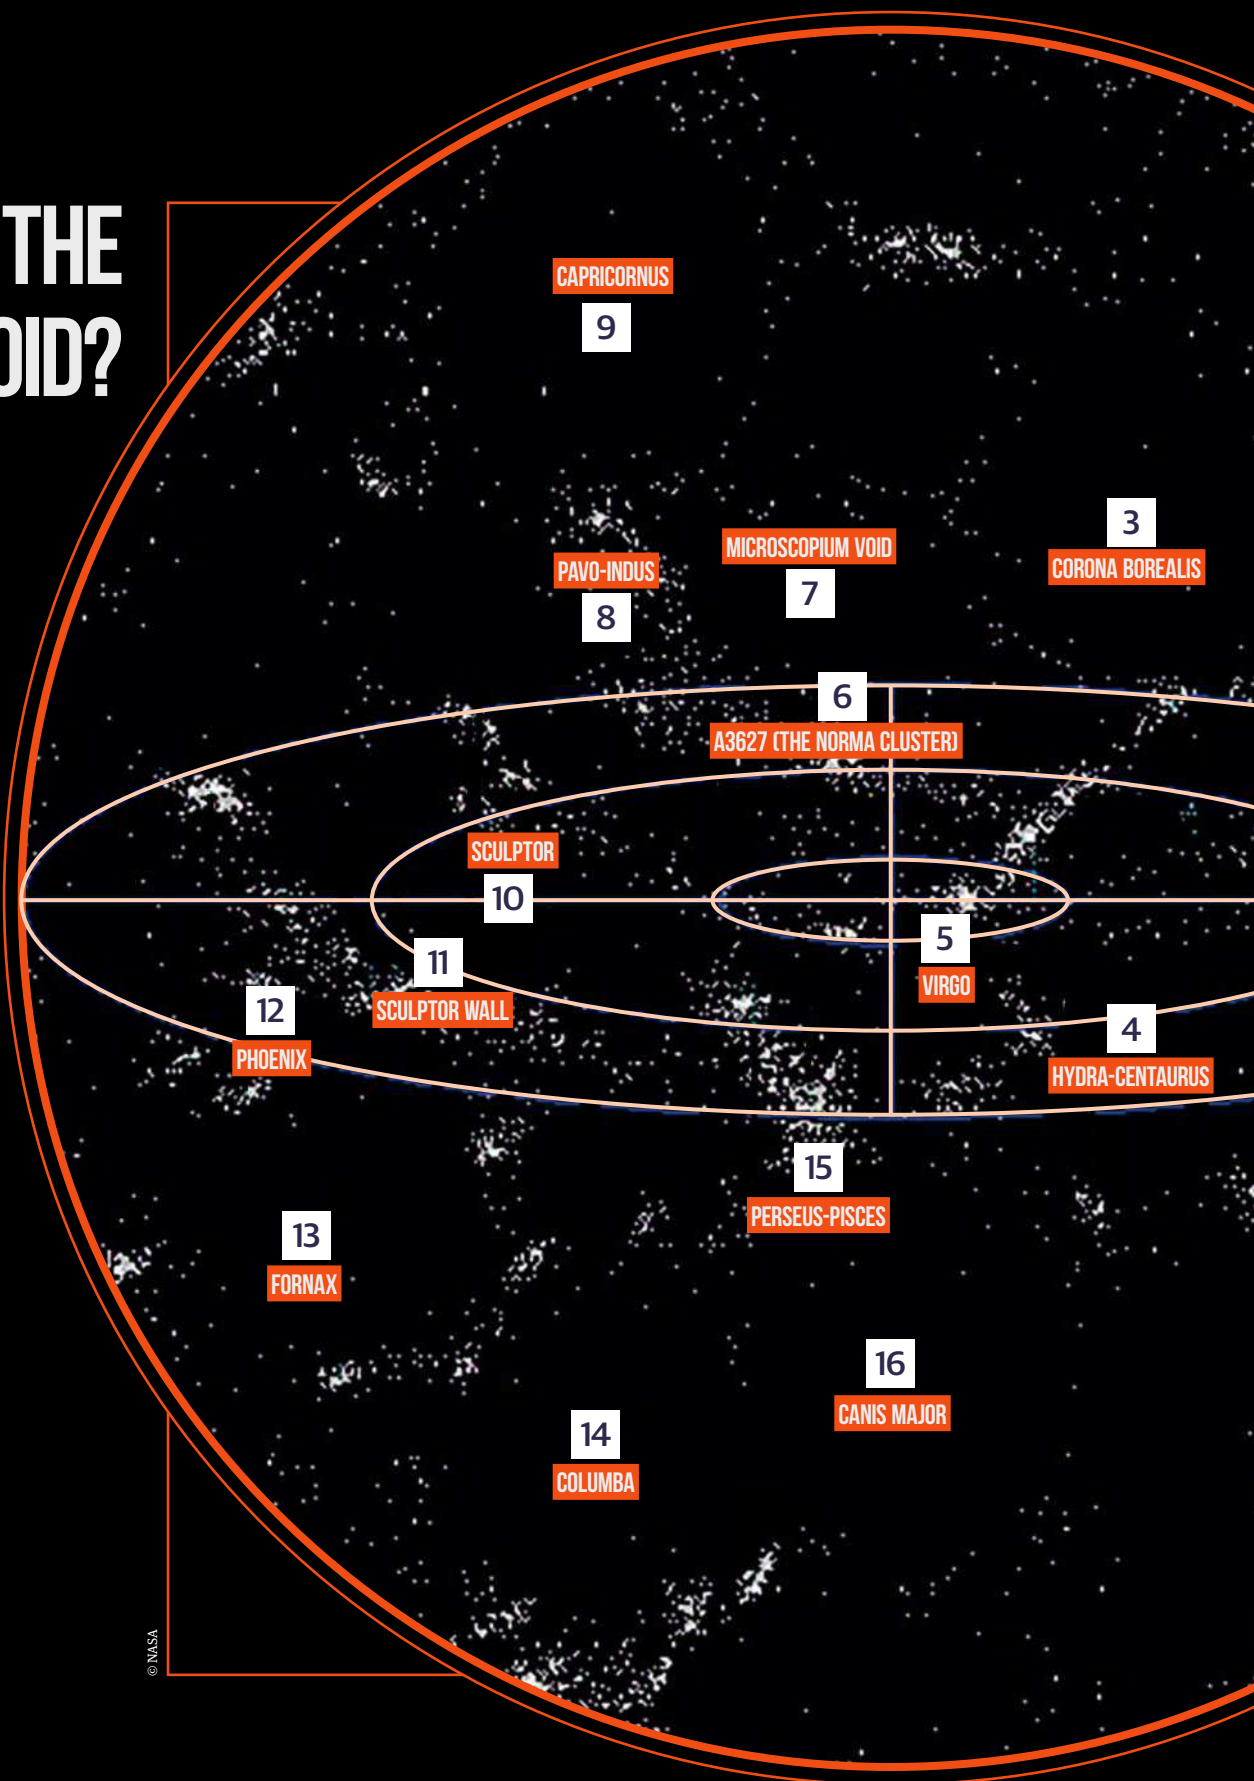 THE
OID?
CAPRICORNUS
9
3
CORONA BOREALIS
MICROSCOPIUM VOID
7
PAVO-INDUS
8
6
A3627 (THE NORMA CLUSTER)
SCULPTOR
10
5
VIRGO
11
SCULPTOR WALL
12
PHOENIX
4
HYDRA-CENTAURUS
15
PERSEUS-PISCES
13
FORNAX
16
CANIS MAJOR
14
COLUMBA
© NASA